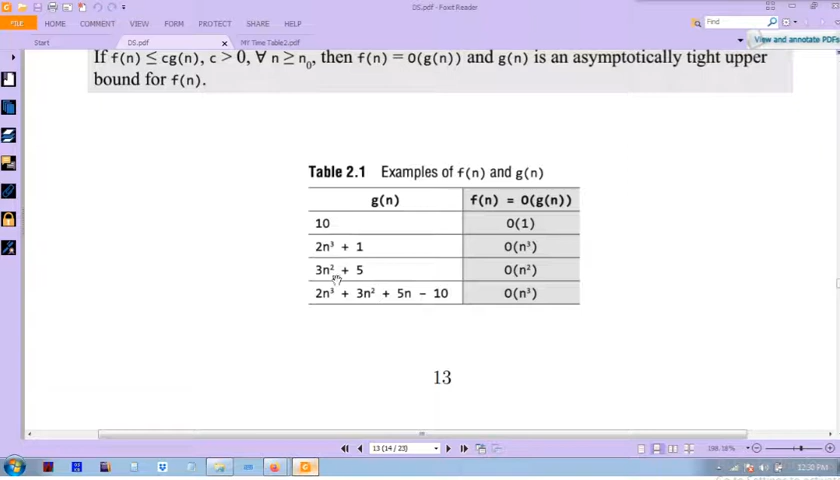 DS.pdf - Foxit Reader
FILE HOME COMMENT VIEW FORM PROTECT SHARE HELP Find
Start DS.pdf MY Time Table2.pdf View and annotate PDFs
If f(n) ≤ cg(n), c > 0, ∀ n ≥ n₀, then f(n) = O(g(n)) and g(n) is an asymptotically tight upper
bound for f(n).
Table 2.1 Examples of f(n) and g(n)
g(n) f(n) = O(g(n))
10 O(1)
2n³ + 1 O(n³)
3n² + 5 O(n²)
2n³ + 3n² + 5n – 10 O(n³)
13
13 (14 / 23) 198.16%
12:30 PM